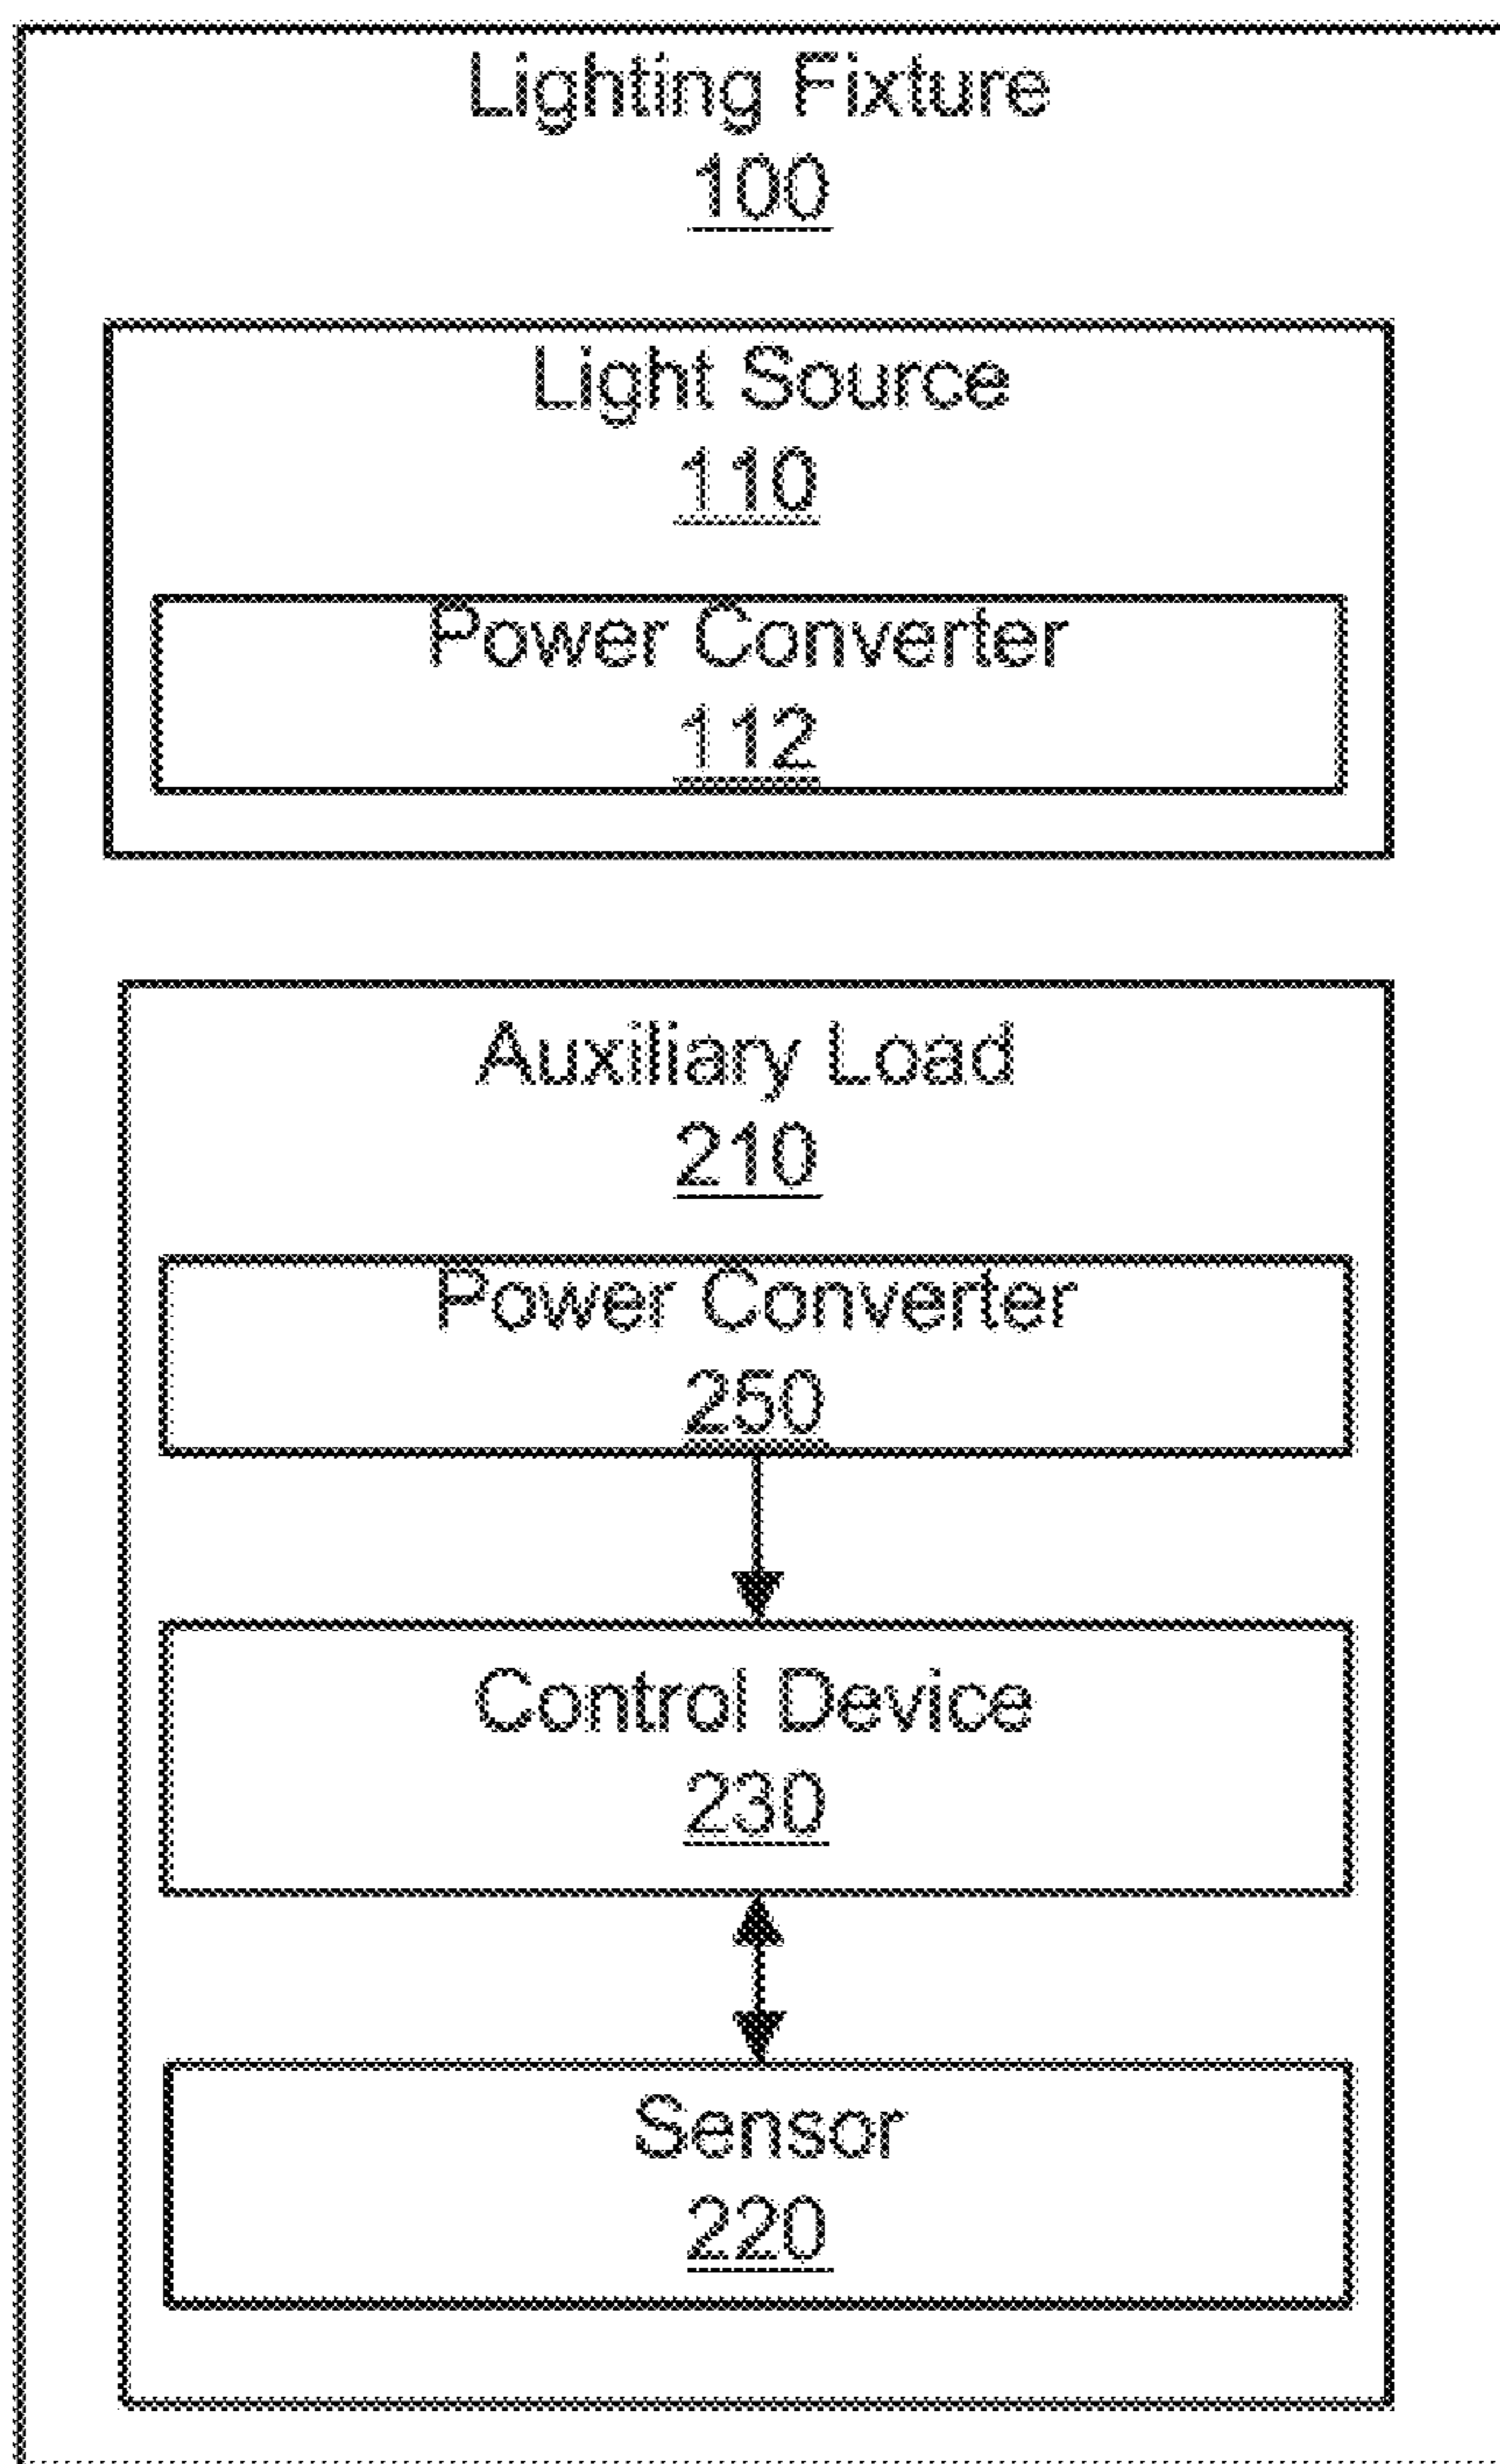 Lighting Fixture
100
Light Source
110
Power Converter
112
Auxiliary Load
210
Power Converter
250
Control Device
230
Sensor
220